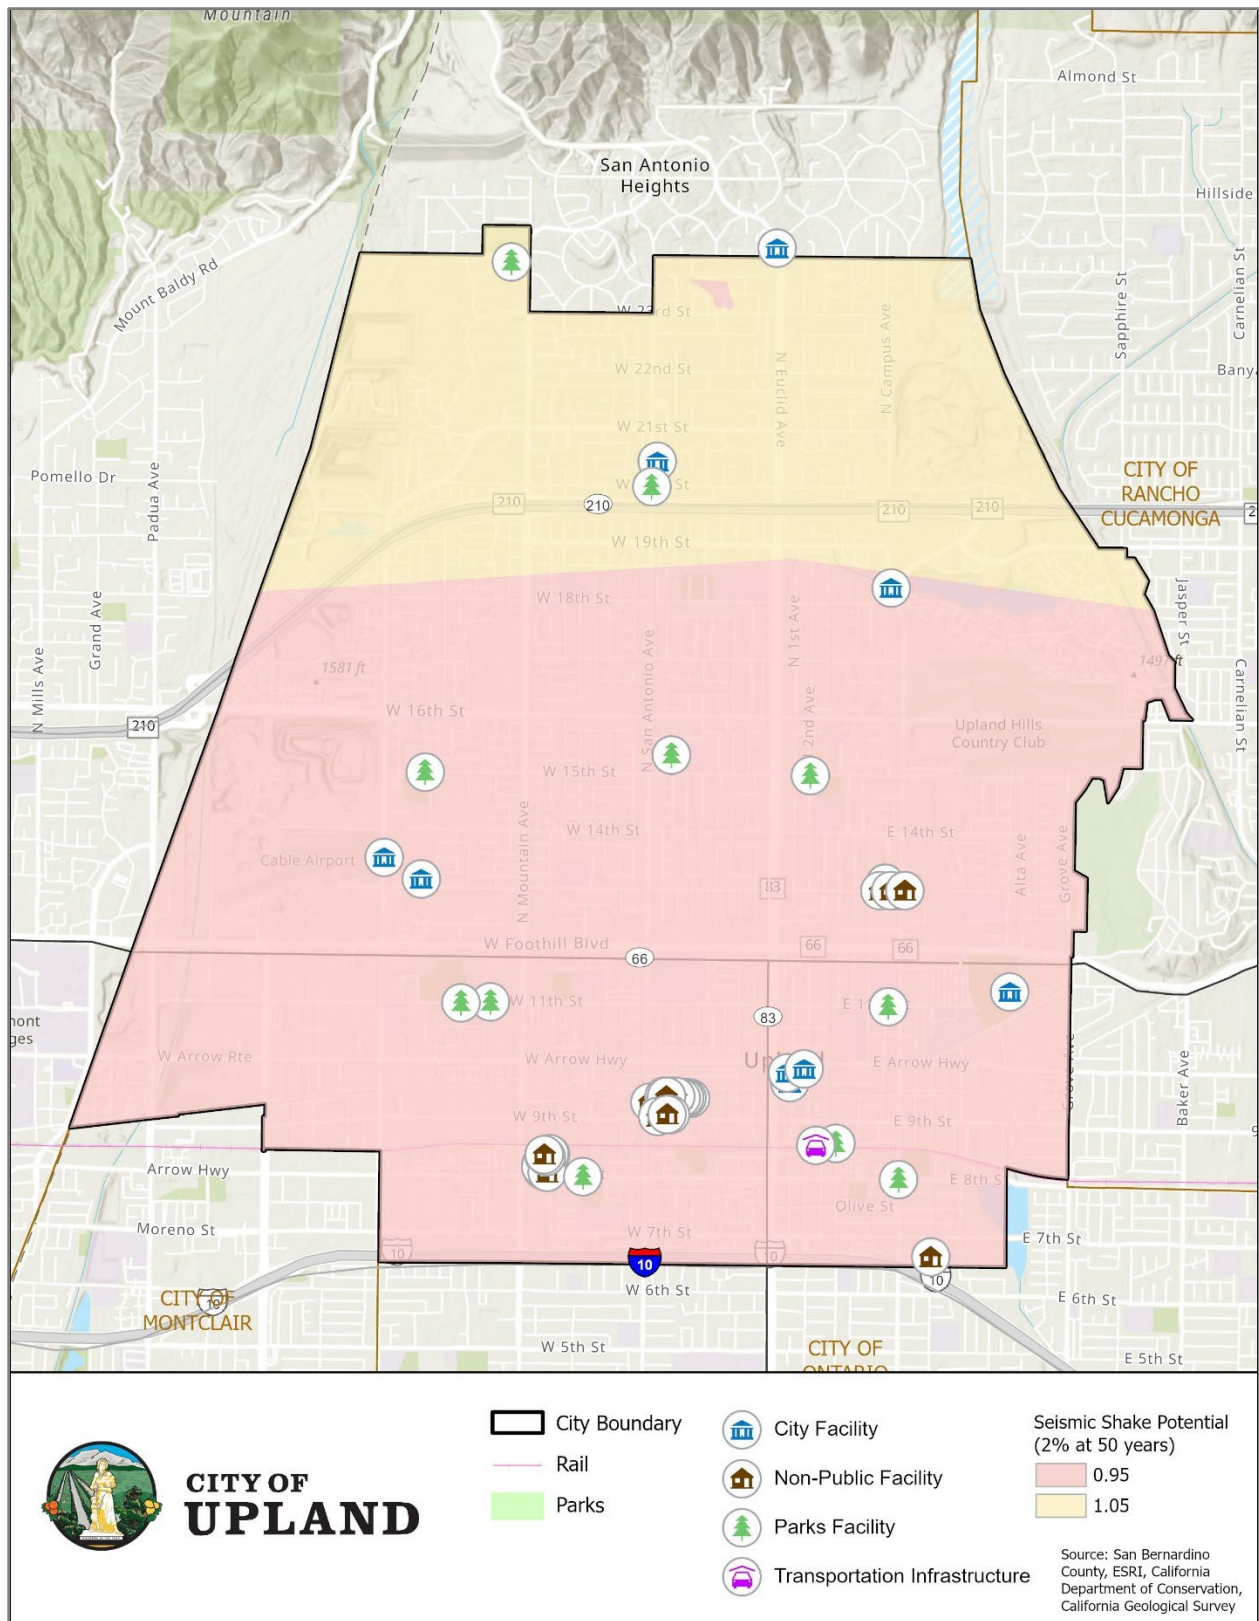 Mountain
Almond St
San Antonio
Heights
Hillside
Mount Baldy Rd
Sapphire St
Carnelian St
W 23rd St
N Euclid Ave
N Campus Ave
W 22nd St
W 21st St
Pomello Dr
Padua Ave
CITY OF
RANCHO
CUCAMONGA
210
210
210
210
W 19th St
W 18th St
Grand Ave
N Mills Ave
N 1st Ave
Jasper St
1581 ft
1497 ft
N San Antonio Ave
Carnelian St
210
W 16th St
2nd Ave
Upland Hills
Country Club
W 15th St
W 14th St
E 14th St
Cable Airport
N Mountain Ave
Alta Ave
Grove Ave
83
W Foothill Blvd
66
66
66
W 11th St
83
W Arrow Rte
W Arrow Hwy
E Arrow Hwy
Grove Ave
Baker Ave
W 9th St
E 9th St
Arrow Hwy
E 8th St
Olive St
Moreno St
W 7th St
E 7th St
10
10
10
10
10
W 6th St
E 6th St
CITY OF
MONTCLAIR
W 5th St
CITY OF
ONTARIO
E 5th St
CITY OF
UPLAND
City Boundary
Rail
Parks
City Facility
Non-Public Facility
Parks Facility
Transportation Infrastructure
Seismic Shake Potential
(2% at 50 years)
0.95
1.05
Source: San Bernardino
County, ESRI, California
Department of Conservation,
California Geological Survey